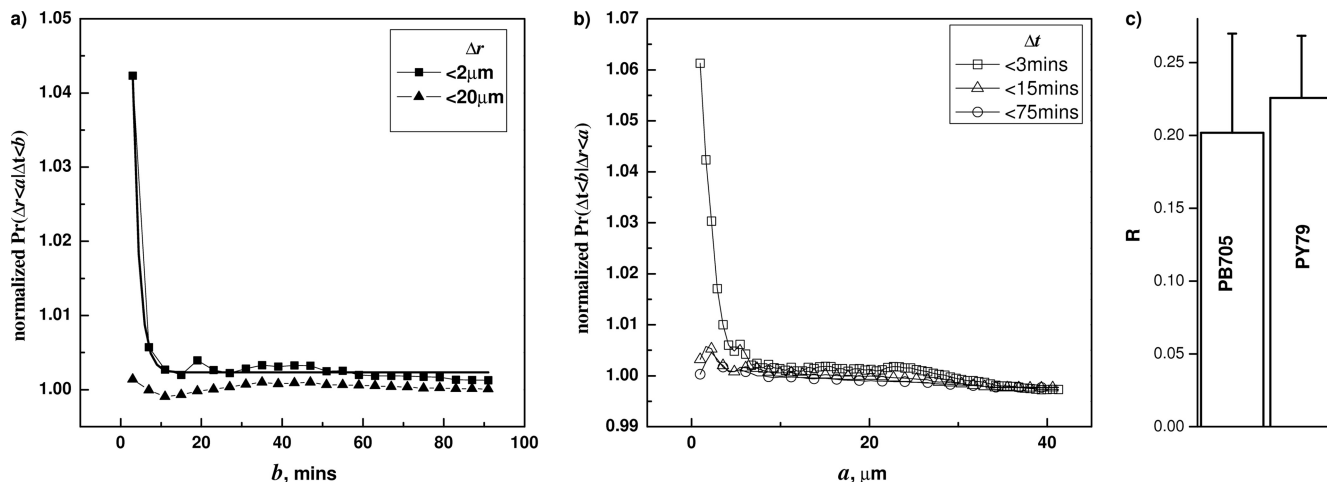 a)
normalized Pr(Δr<a|Δt<b)
1.05
1.04
1.03
1.02
1.01
1.00
0
20
40
60
80
100
b, mins
Δr
<2μm
<20μm
b)
normalized Pr(Δt<b|Δr<a)
1.07
1.06
1.05
1.04
1.03
1.02
1.01
1.00
0.99
0
20
40
a, μm
Δt
<3mins
<15mins
<75mins
c)
R
0.25
0.20
0.15
0.10
0.05
0.00
PB705
PY79